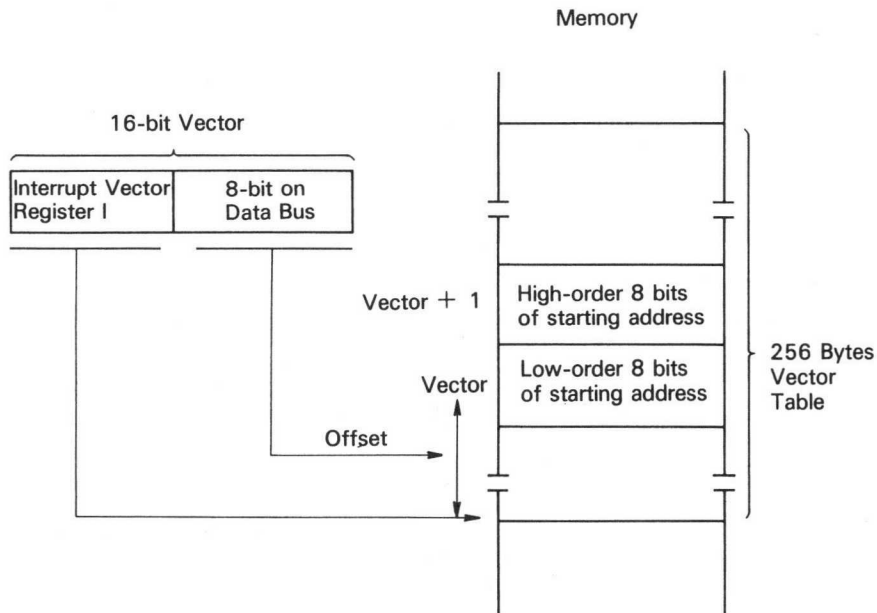 Memory
16-bit Vector
Interrupt Vector
Register I
8-bit on
Data Bus
Vector + 1
High-order 8 bits
of starting address
Vector
Low-order 8 bits
of starting address
Offset
256 Bytes
Vector
Table